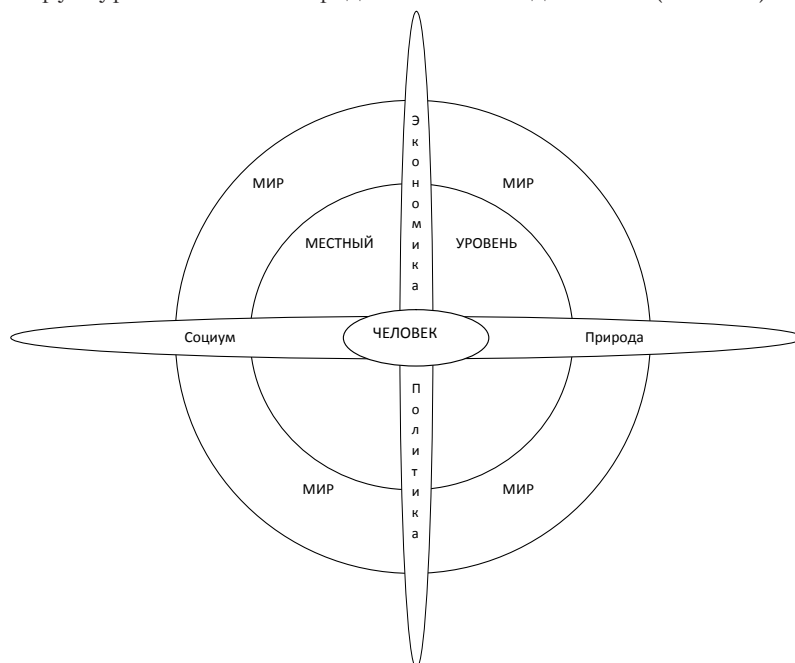 Экономика
МИР МИР
МЕСТНЫЙ УРОВЕНЬ
Социум ЧЕЛОВЕК Природа
Политика
МИР МИР